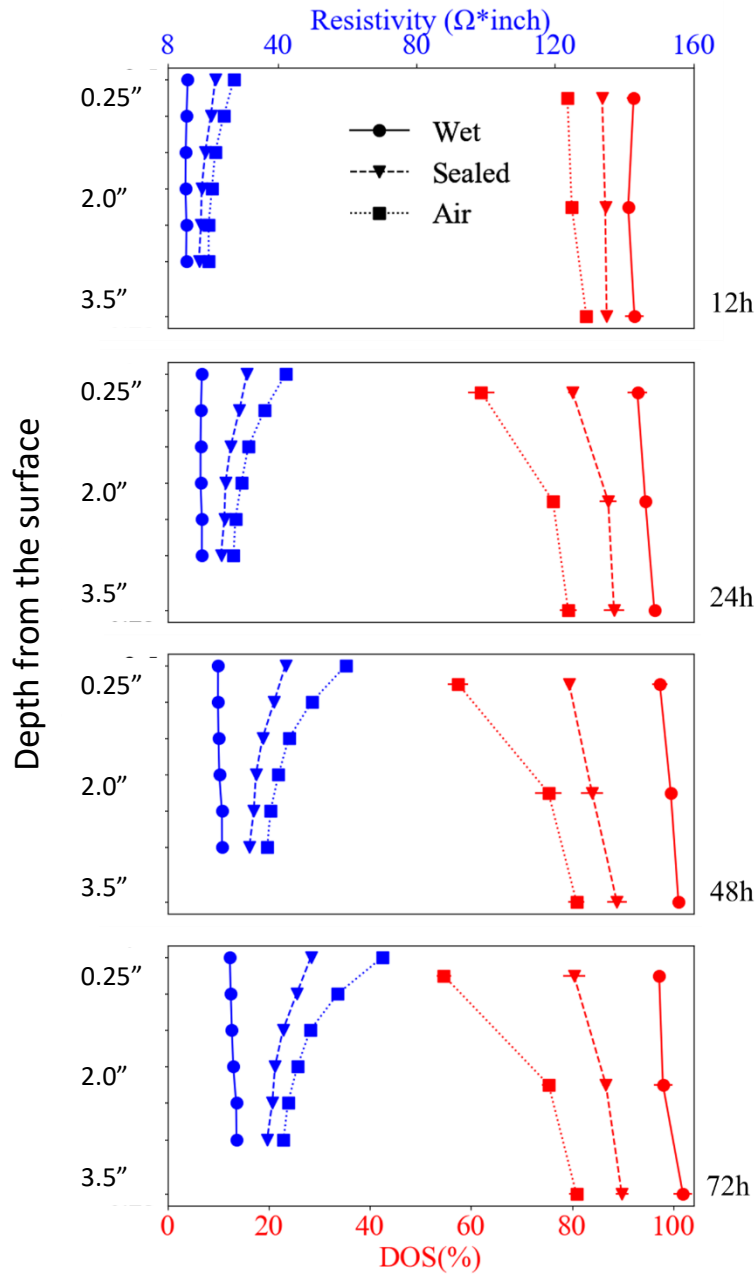 Resistivity (Ω*inch)
8 40 80 120 160
0.25”
2.0”
3.5”
Wet
Sealed
Air
12h
0.25”
2.0”
3.5”
24h
0.25”
2.0”
3.5”
48h
0.25”
2.0”
3.5”
72h
Depth from the surface
0 20 40 60 80 100
DOS(%)